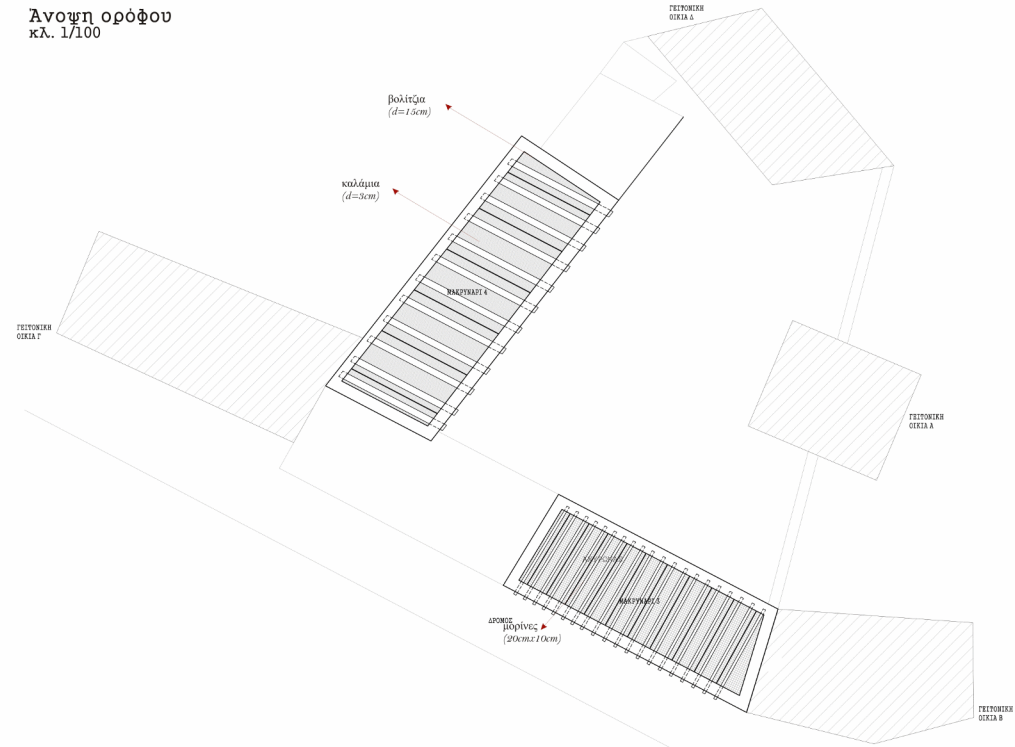 Άνοψη ορόφου
κλ. 1/100
ΓΕΙΤΟΝΙΚΗ
ΟΙΚΙΑ Δ
βολίτζια
(d=15cm)
καλάμια
(d=3cm)
ΜΑΚΡΥΝΑΡΙ 4
ΓΕΙΤΟΝΙΚΗ
ΟΙΚΙΑ Γ
ΓΕΙΤΟΝΙΚΗ
ΟΙΚΙΑ Α
ΜΑΚΡΥΝΑΡΙ 3
ΔΡΟΜΟΣ
μορίνες
(20cmx10cm)
ΓΕΙΤΟΝΙΚΗ
ΟΙΚΙΑ Β